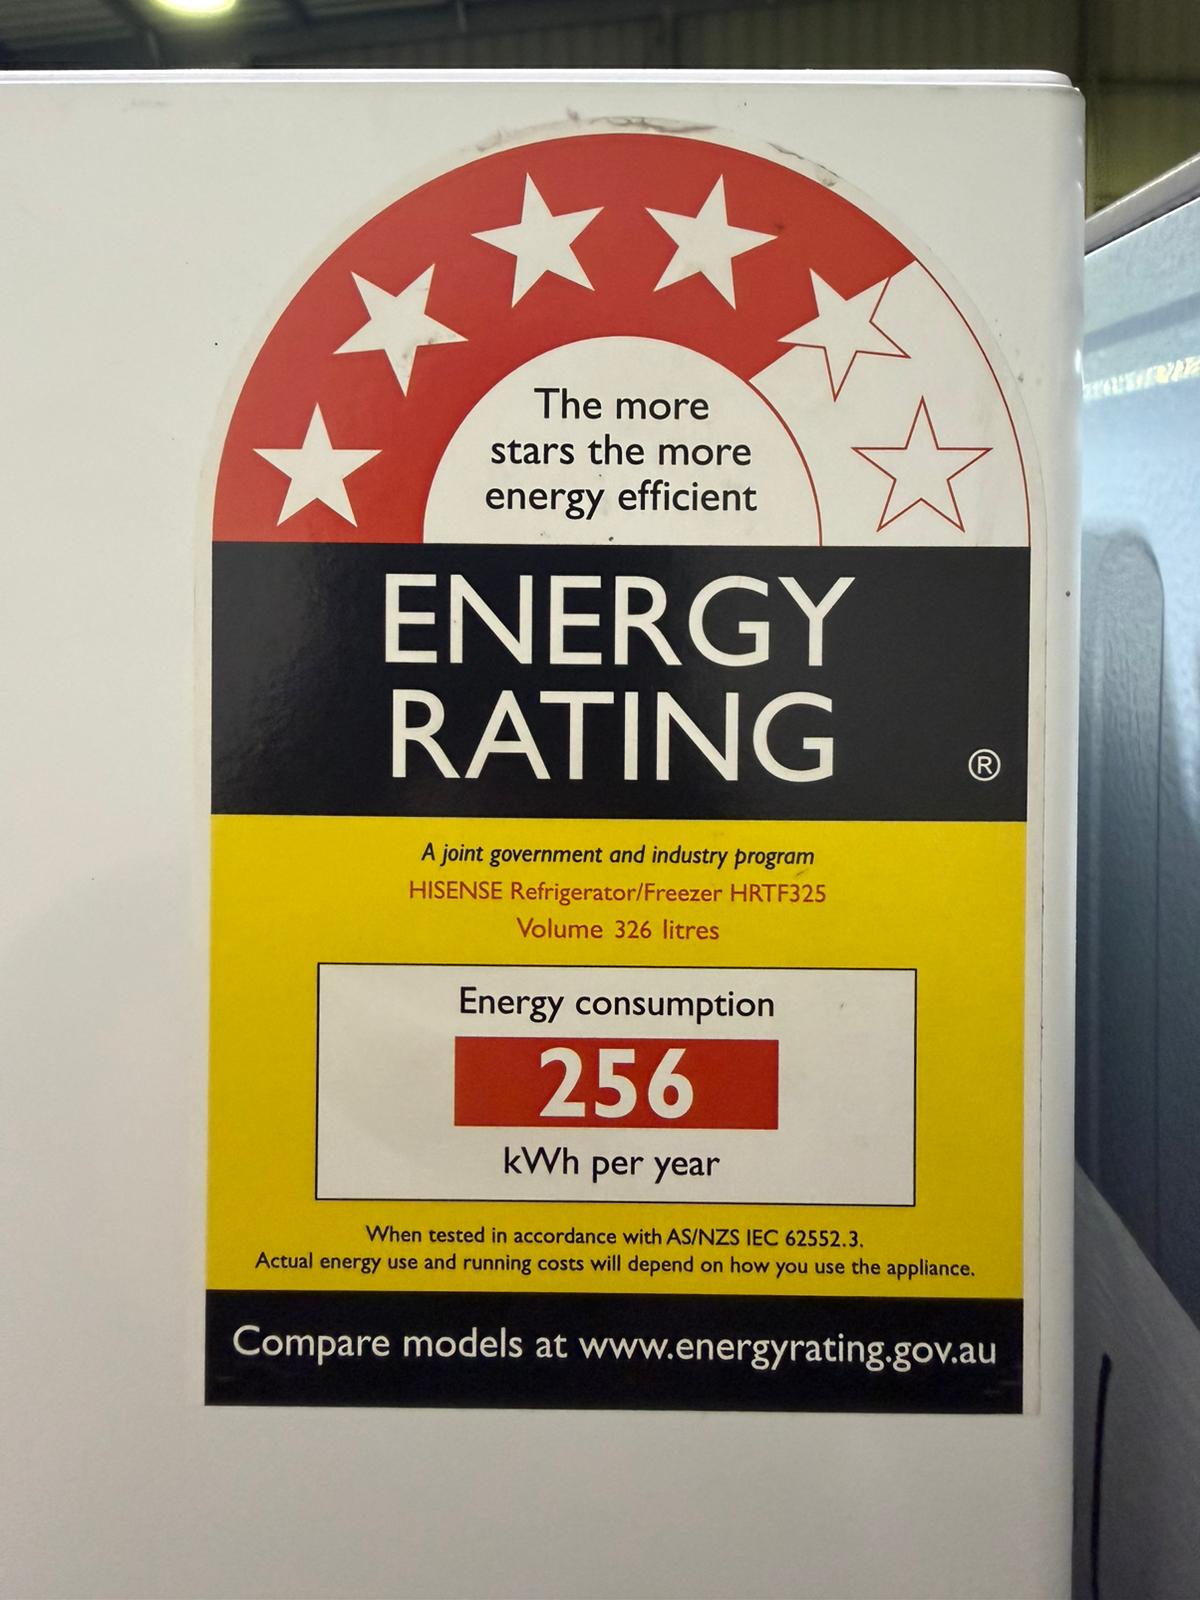 The more
stars the more
energy efficient
ENERGY
RATING
®
A joint government and industry program
HISENSE Refrigerator/Freezer HRTF325
Volume 326 litres
Energy consumption
256
kWh per year
When tested in accordance with AS/NZS IEC 62552.3.
Actual energy use and running costs will depend on how you use the appliance.
Compare models at www.energyrating.gov.au